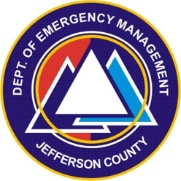 DEPT. OF EMERGENCY MANAGEMENT
JEFFERSON COUNTY